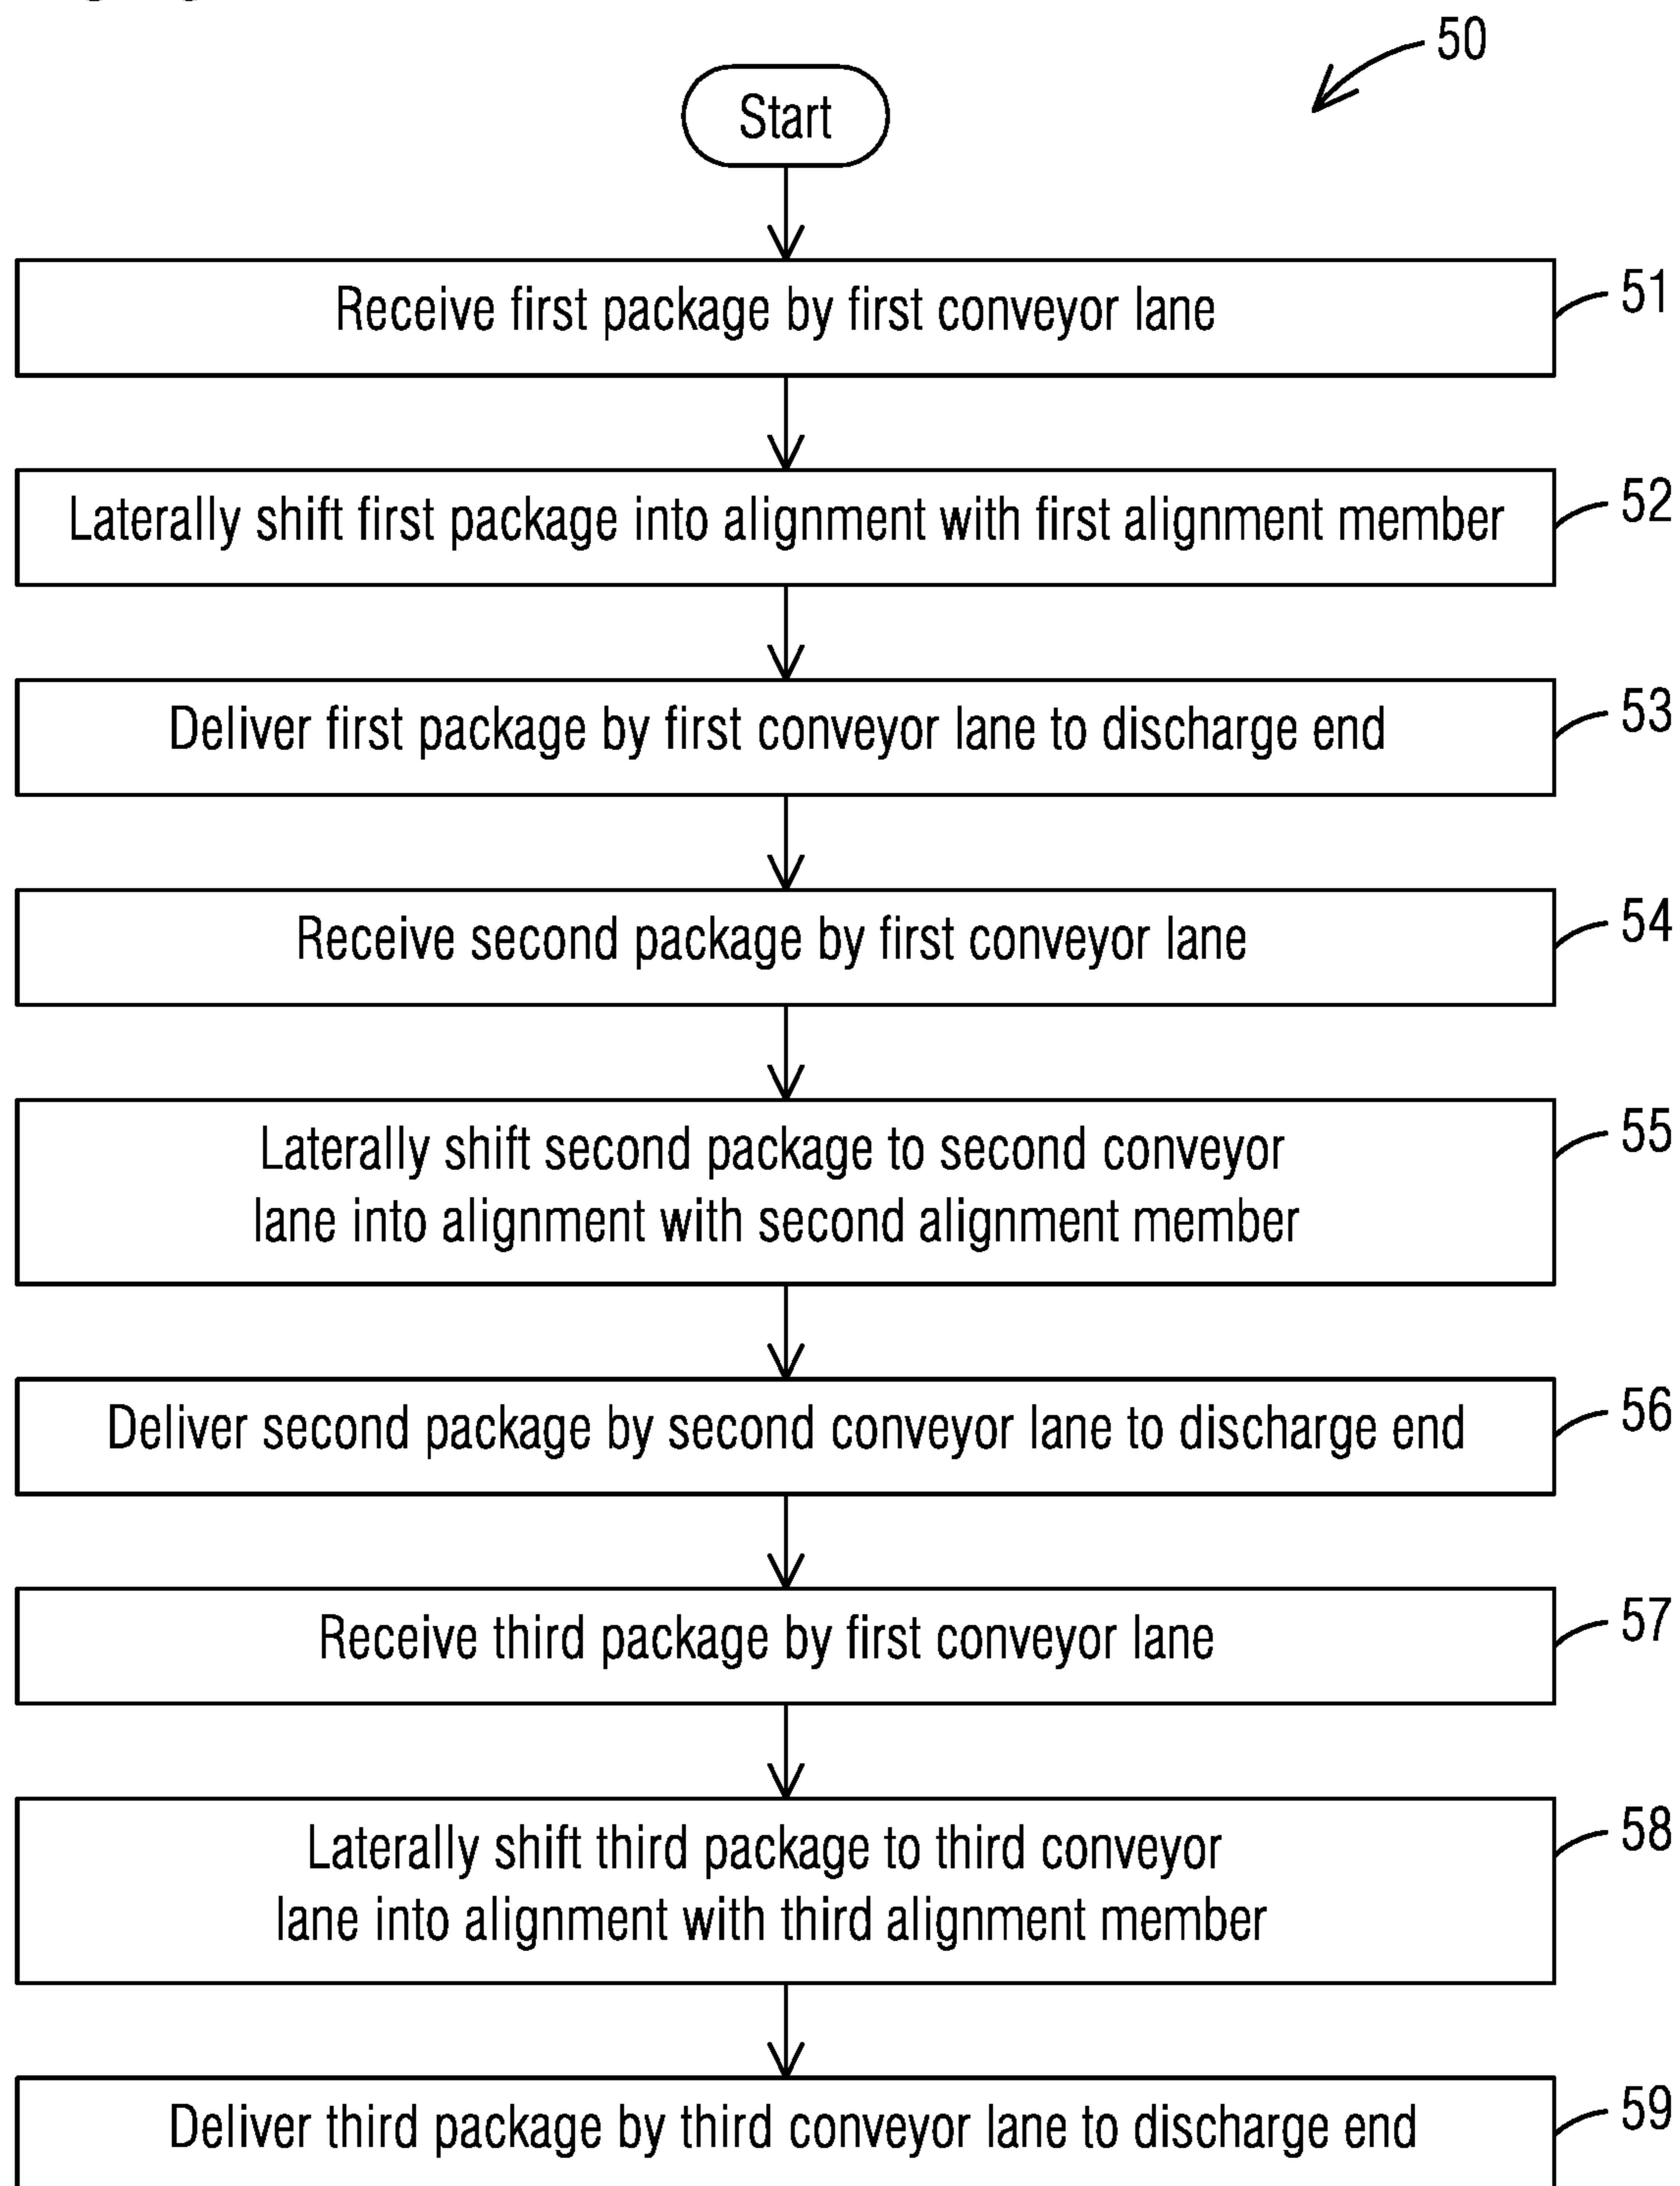 50
Start
Receive first package by first conveyor lane
51
Laterally shift first package into alignment with first alignment member
52
Deliver first package by first conveyor lane to discharge end
53
Receive second package by first conveyor lane
54
Laterally shift second package to second conveyor
lane into alignment with second alignment member
55
Deliver second package by second conveyor lane to discharge end
56
Receive third package by first conveyor lane
57
Laterally shift third package to third conveyor
lane into alignment with third alignment member
58
Deliver third package by third conveyor lane to discharge end
59